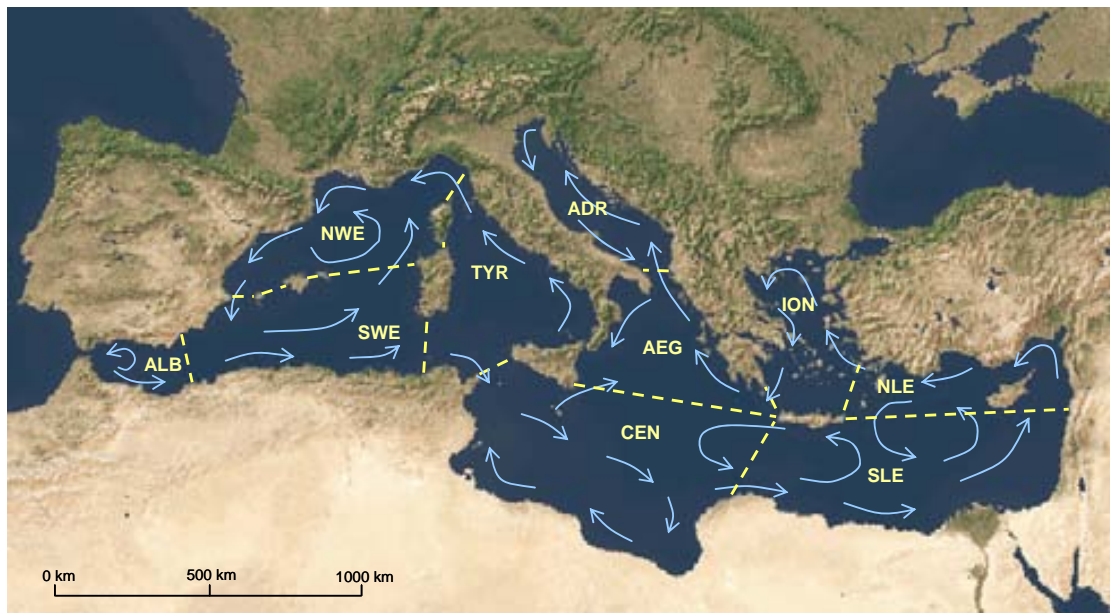 ADR
NWE
TYR
ION
SWE
AEG
ALB
NLE
CEN
SLE
0 km
500 km
1000 km